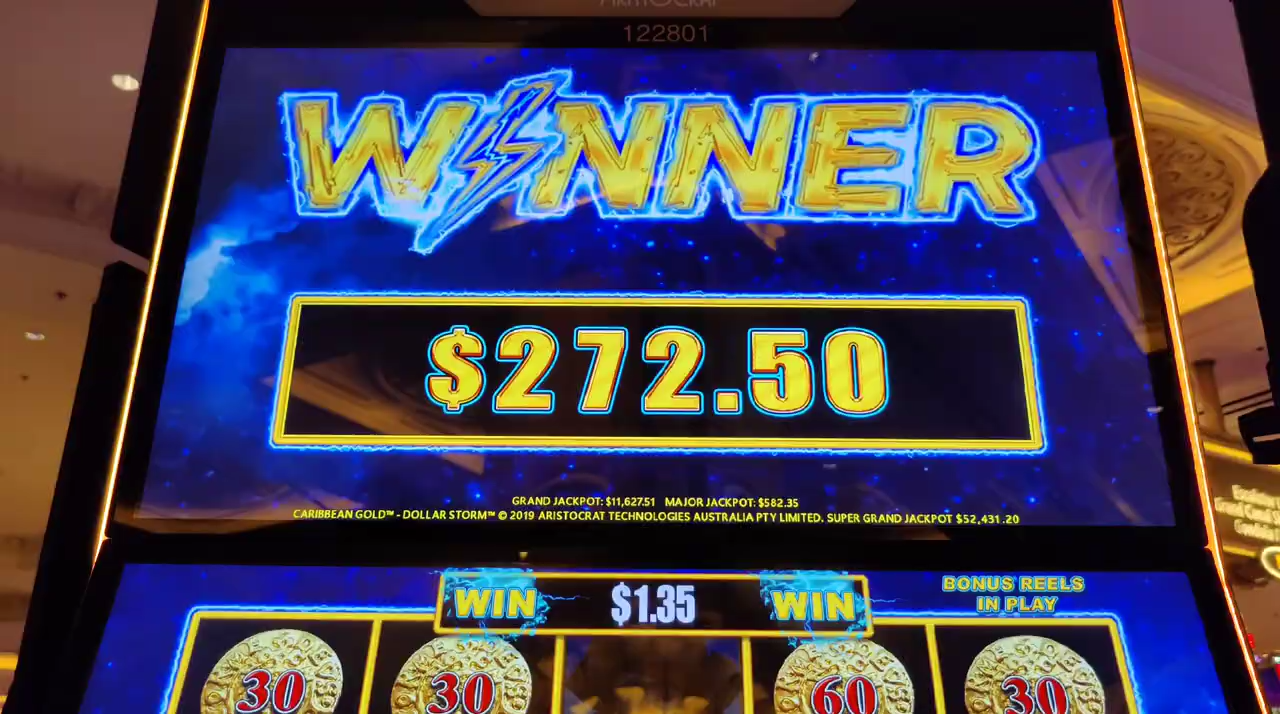 ARISTOCRAT
122801
WINNER
$272.50
GRAND JACKPOT: $11,627.51 MAJOR JACKPOT: $582.35
CARIBBEAN GOLD™ - DOLLAR STORM™ © 2019 ARISTOCRAT TECHNOLOGIES AUSTRALIA PTY LIMITED. SUPER GRAND JACKPOT $52,431.20
WIN $1.35 WIN
BONUS REELS
IN PLAY
30 30 60 30